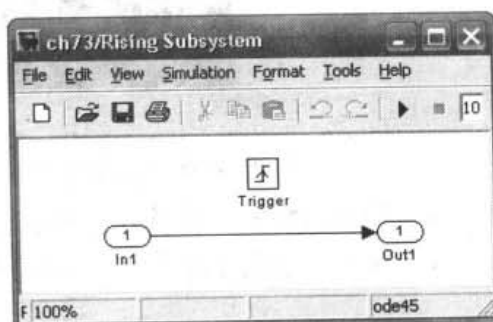 ch73/Rising Subsystem
File Edit View Simulation Format Tools Help
10
Trigger
1 1
In1 Out1
F 100% ode45